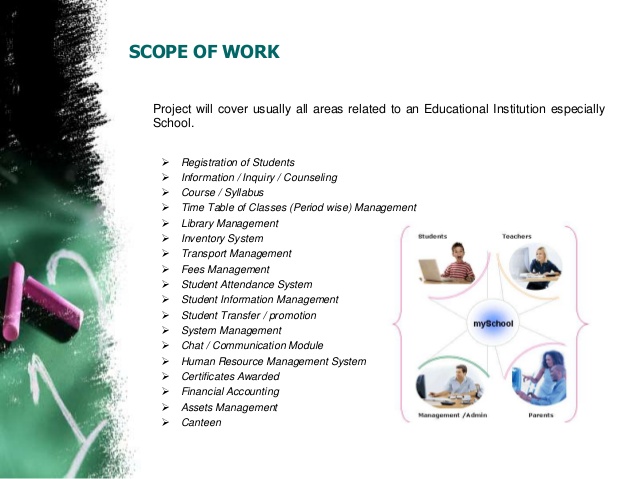 SCOPE OF WORK
Project will cover usually all areas related to an Educational Institution especially
School.
Registration of Students
Information / Inquiry / Counseling
Course / Syllabus
Time Table of Classes (Period wise) Management
Library Management
Inventory System
Transport Management
Fees Management
Student Attendance System
Student Information Management
Student Transfer / promotion
System Management
Chat / Communication Module
Human Resource Management System
Certificates Awarded
Financial Accounting
Assets Management
Canteen
Students
Teachers
mySchool
Management /Admin
Parents